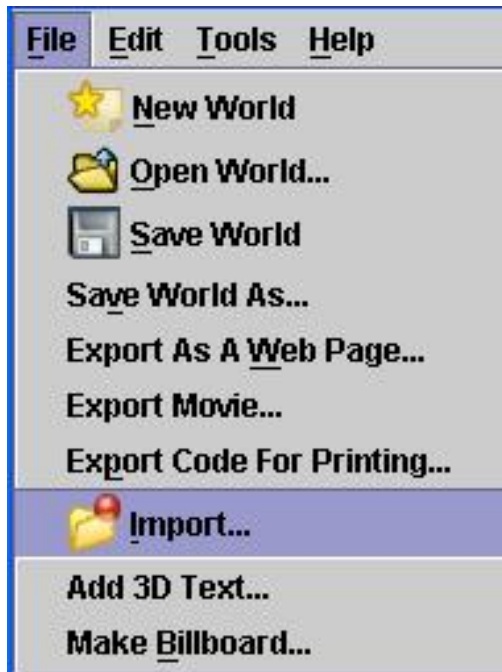 File Edit Tools Help
New World
Open World...
Save World
Save World As...
Export As A Web Page...
Export Movie...
Export Code For Printing...
Import...
Add 3D Text...
Make Billboard...